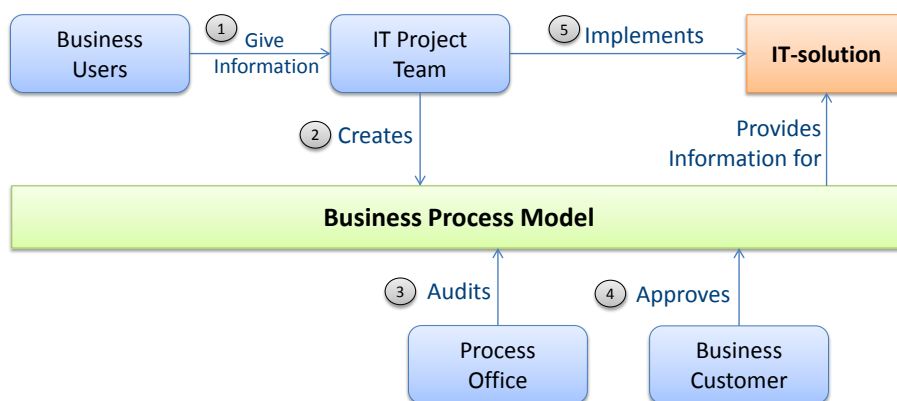 Business
Users
1
Give
Information
IT Project
Team
5 Implements
IT-solution
2 Creates
Provides
Information for
Business Process Model
3 Audits
4 Approves
Process
Office
Business
Customer